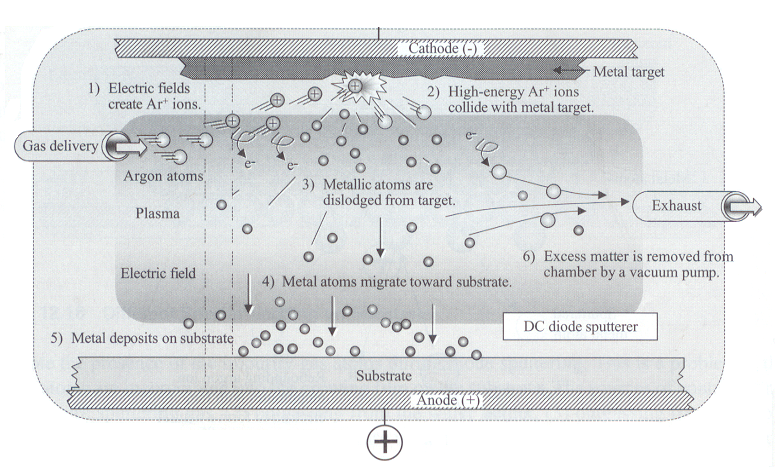 Cathode (-)
Metal target
1) Electric fields
create Ar⁺ ions.
2) High-energy Ar⁺ ions
collide with metal target.
Gas delivery
e-
e-
e-
Argon atoms
3) Metallic atoms are
dislodged from target.
Plasma
Exhaust
6) Excess matter is removed from
chamber by a vacuum pump.
Electric field
4) Metal atoms migrate toward substrate.
DC diode sputterer
5) Metal deposits on substrate
Substrate
Anode (+)